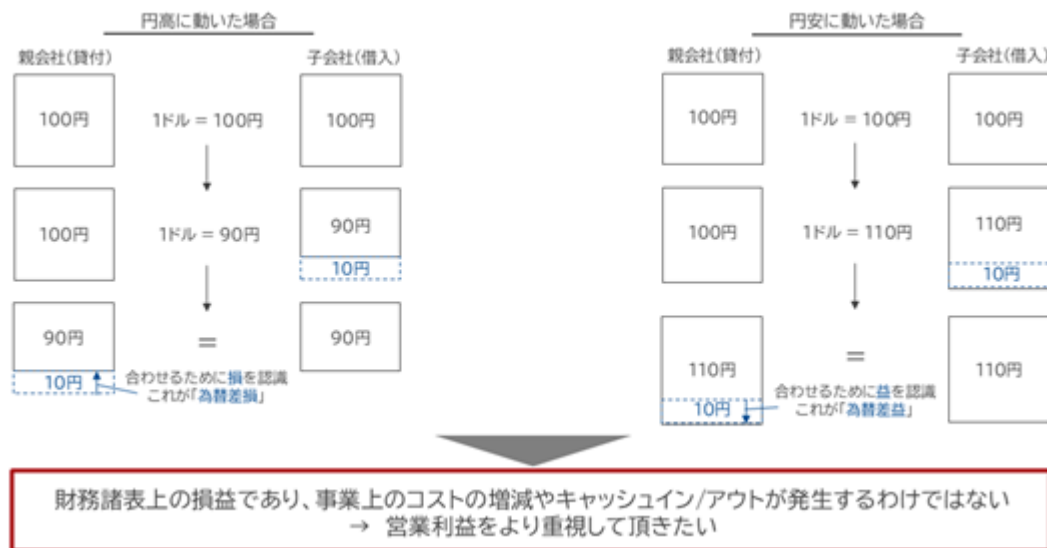 円高に動いた場合
親会社(貸付)
子会社(借入)
100円
1ドル = 100円
100円
100円
1ドル = 90円
90円
10円
90円
=
90円
10円
合わせるために損を認識
これが「為替差損」
円安に動いた場合
親会社(貸付)
子会社(借入)
100円
1ドル = 100円
100円
100円
1ドル = 110円
110円
10円
110円
=
110円
10円
合わせるために益を認識
これが「為替差益」
財務諸表上の損益であり、事業上のコストの増減やキャッシュイン/アウトが発生するわけではない
→ 営業利益をより重視して頂きたい